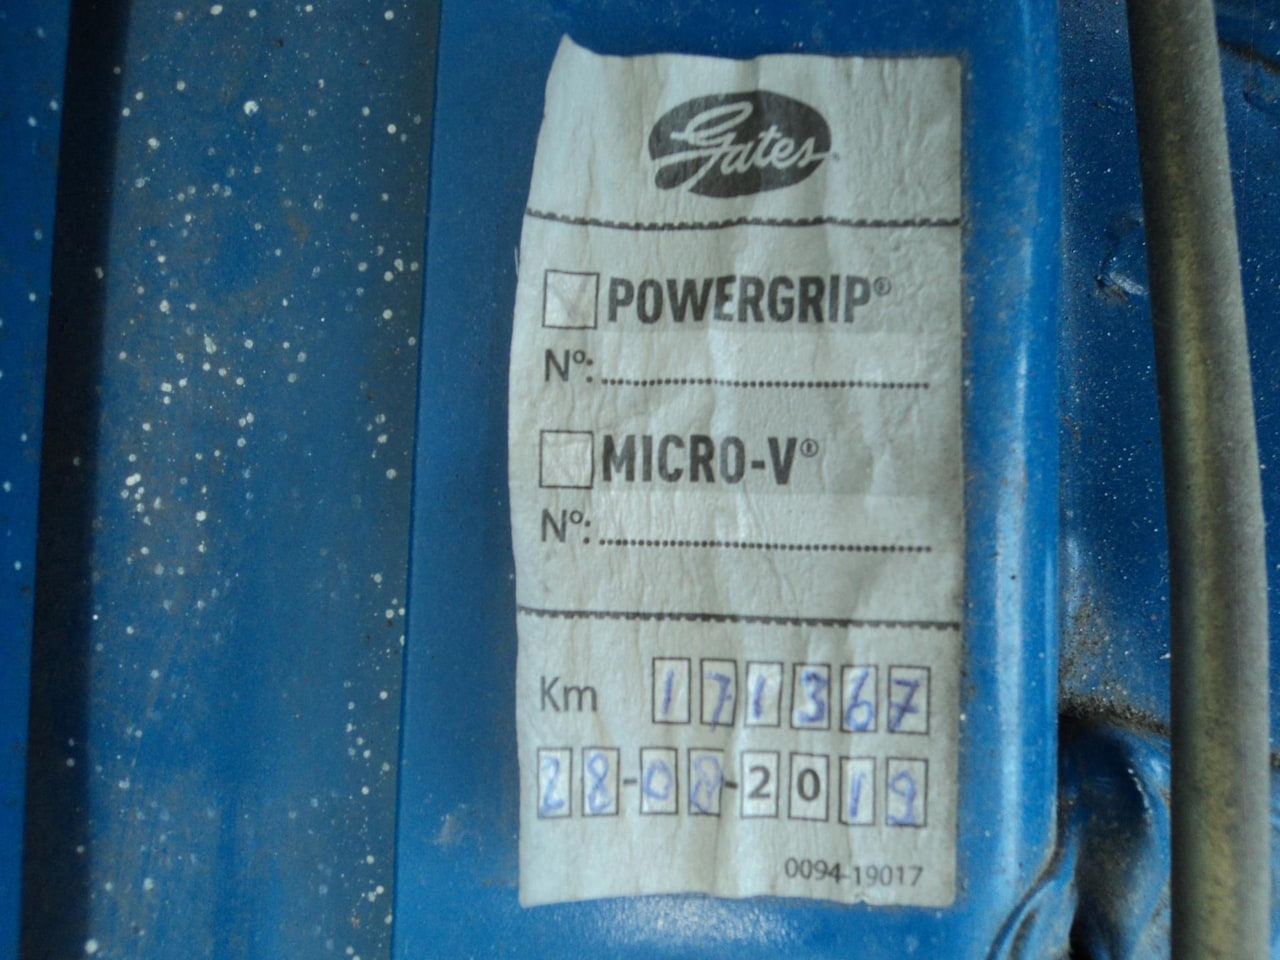 Gates
POWERGRIP®
Nº:
MICRO-V®
Nº:
Km 171367
28-08-2019
0094-19017